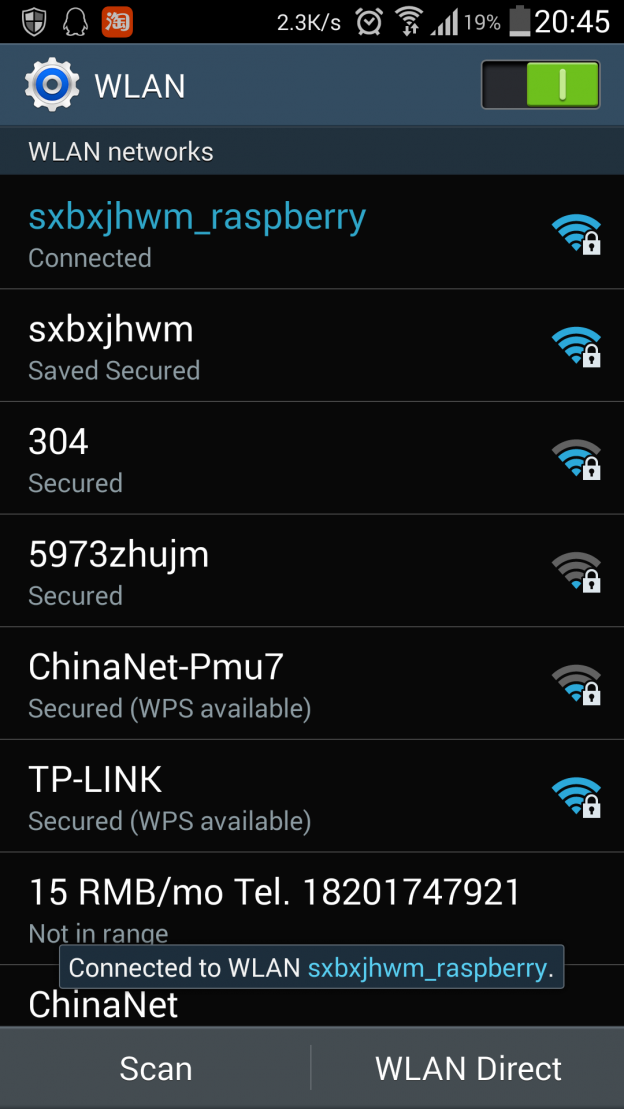 淘
2.3K/s 19% 20:45
WLAN
WLAN networks
sxbxjhwm_raspberry
Connected
sxbxjhwm
Saved Secured
304
Secured
5973zhujm
Secured
ChinaNet-Pmu7
Secured (WPS available)
TP-LINK
Secured (WPS available)
15 RMB/mo Tel. 18201747921
Not in range
Connected to WLAN sxbxjhwm_raspberry.
ChinaNet
Scan
WLAN Direct